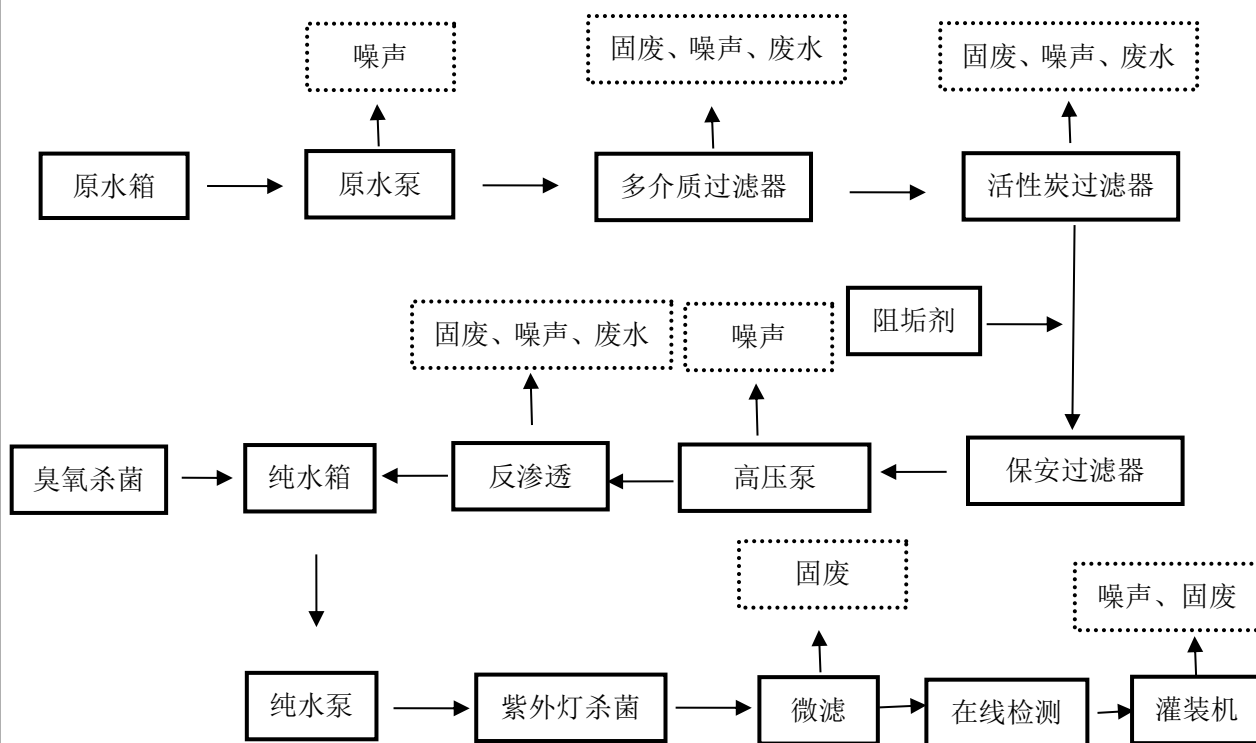 噪声
固废、噪声、废水
固废、噪声、废水
原水箱
原水泵
多介质过滤器
活性炭过滤器
阻垢剂
固废、噪声、废水
噪声
臭氧杀菌
纯水箱
反渗透
高压泵
保安过滤器
固废
噪声、固废
纯水泵
紫外灯杀菌
微滤
在线检测
灌装机